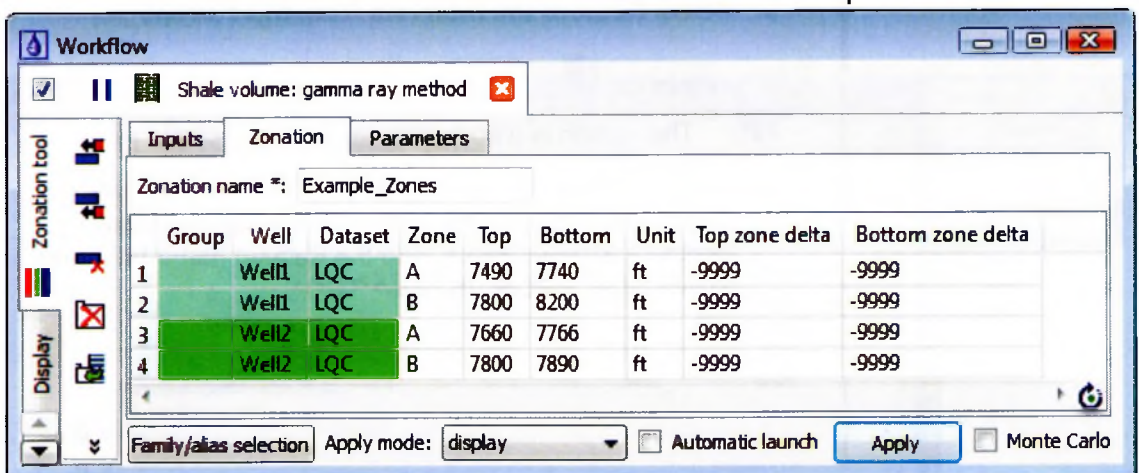 Workflow
Shale volume: gamma ray method
Zonation tool
Display
Inputs Zonation Parameters
Zonation name *: Example_Zones
Group Well Dataset Zone Top Bottom Unit Top zone delta Bottom zone delta
1 Well1 LQC A 7490 7740 ft -9999 -9999
2 Well1 LQC B 7800 8200 ft -9999 -9999
3 Well2 LQC A 7660 7766 ft -9999 -9999
4 Well2 LQC B 7800 7890 ft -9999 -9999
Family/alias selection Apply mode: display Automatic launch Apply Monte Carlo